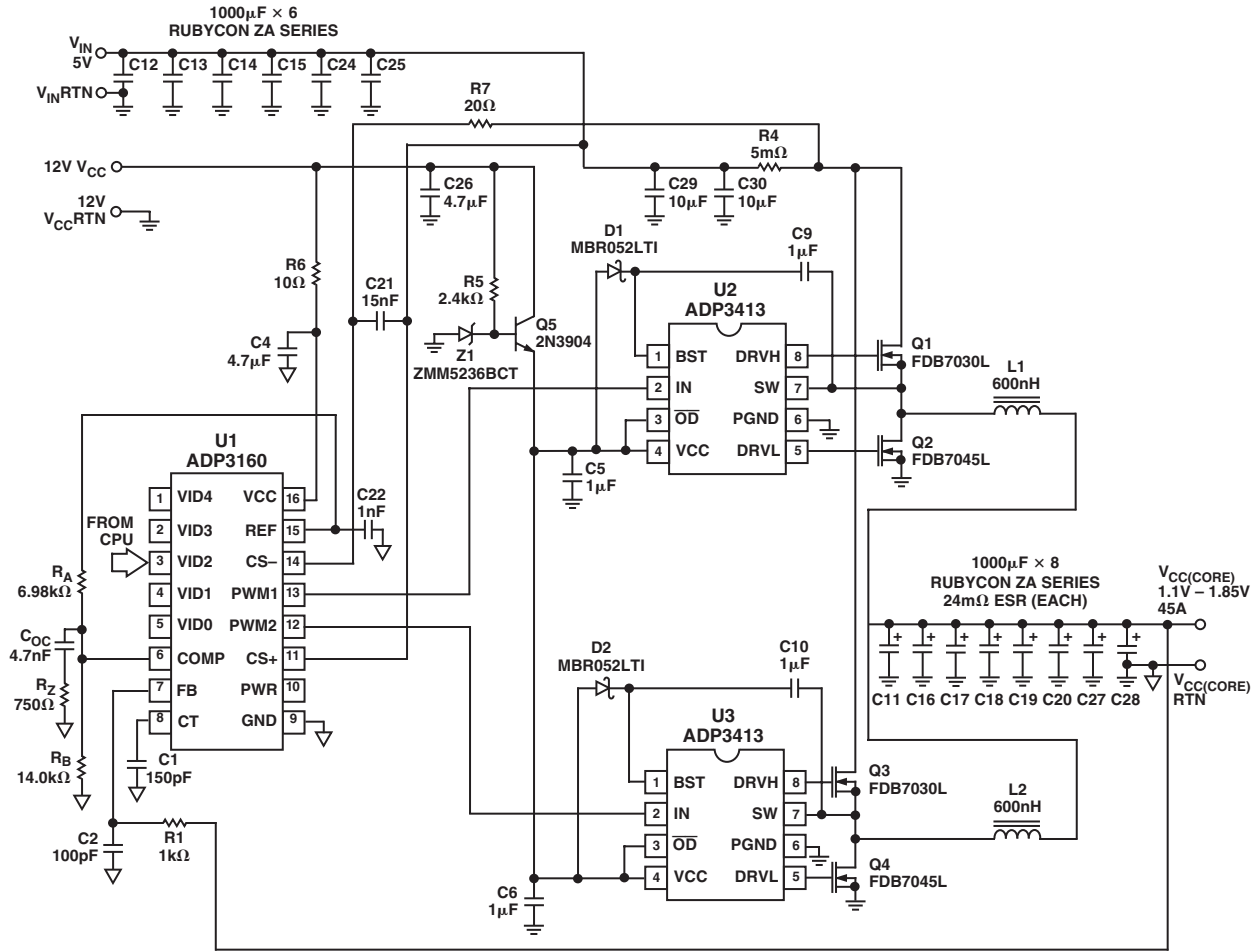 1000μF × 6
RUBYCON ZA SERIES
VIN
5V
C12
C13
C14
C15
C24
C25
VINRTN
R7
20Ω
R4
5mΩ
12V VCC
C26
4.7μF
C29
10μF
C30
10μF
12V
VCCRTN
D1
MBR052LTI
C9
1μF
R6
10Ω
C21
15nF
R5
2.4kΩ
U2
ADP3413
Q5
2N3904
C4
4.7μF
Z1
ZMM5236BCT
1 BST DRVH 8
2 IN SW 7
3 OD PGND 6
4 VCC DRVL 5
Q1
FDB7030L
L1
600nH
Q2
FDB7045L
C5
1μF
U1
ADP3160
C22
1nF
1 VID4 VCC 16
2 VID3 REF 15
3 VID2 CS– 14
4 VID1 PWM1 13
5 VID0 PWM2 12
6 COMP CS+ 11
7 FB PWR 10
8 CT GND 9
FROM
CPU
RA
6.98kΩ
COC
4.7nF
RZ
750Ω
RB
14.0kΩ
C1
150pF
C2
100pF
R1
1kΩ
1000μF × 8
RUBYCON ZA SERIES
24mΩ ESR (EACH)
VCC(CORE)
1.1V – 1.85V
45A
+ + + + + + + +
C11 C16 C17 C18 C19 C20 C27 C28
VCC(CORE)
RTN
D2
MBR052LTI
C10
1μF
U3
ADP3413
1 BST DRVH 8
2 IN SW 7
3 OD PGND 6
4 VCC DRVL 5
Q3
FDB7030L
L2
600nH
Q4
FDB7045L
C6
1μF